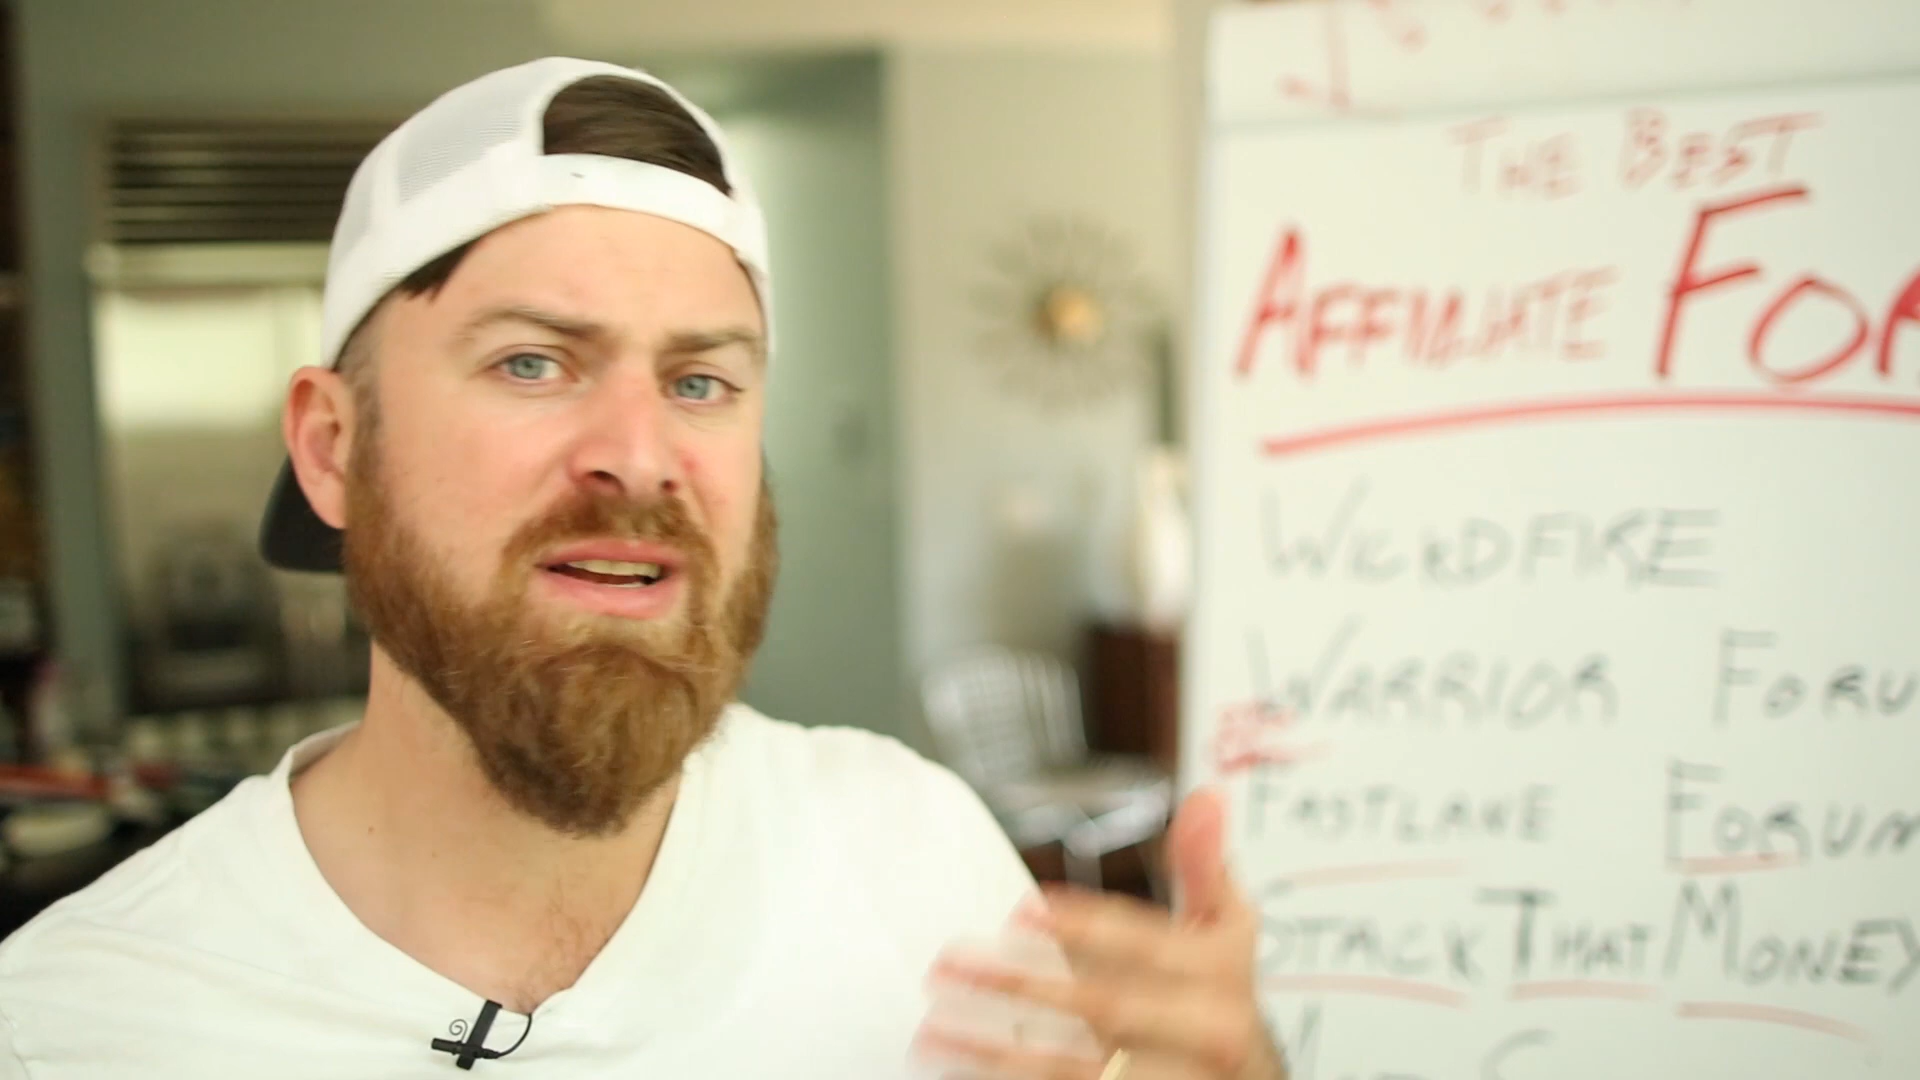 THE BEST
AFFILIATE FOR
WICKDFIRE
WARRIOR FORU
FASTLANE FORUM
STACK THAT MONEY